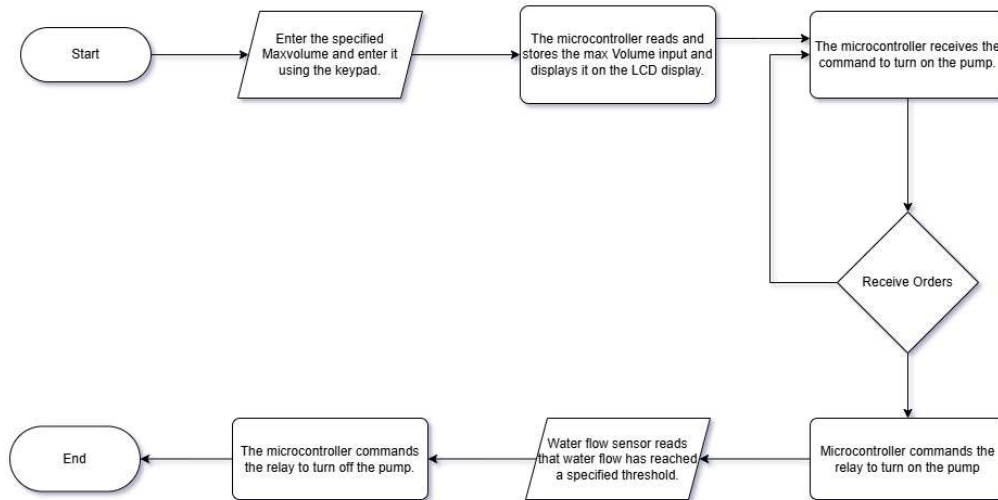 Start
Enter the specified
Maxvolume and enter it
using the keypad.
The microcontroller reads and
stores the max Volume input and
displays it on the LCD display.
The microcontroller receives the
command to turn on the pump.
Receive Orders
Microcontroller commands the
relay to turn on the pump
Water flow sensor reads
that water flow has reached
a specified threshold.
The microcontroller commands
the relay to turn off the pump.
End